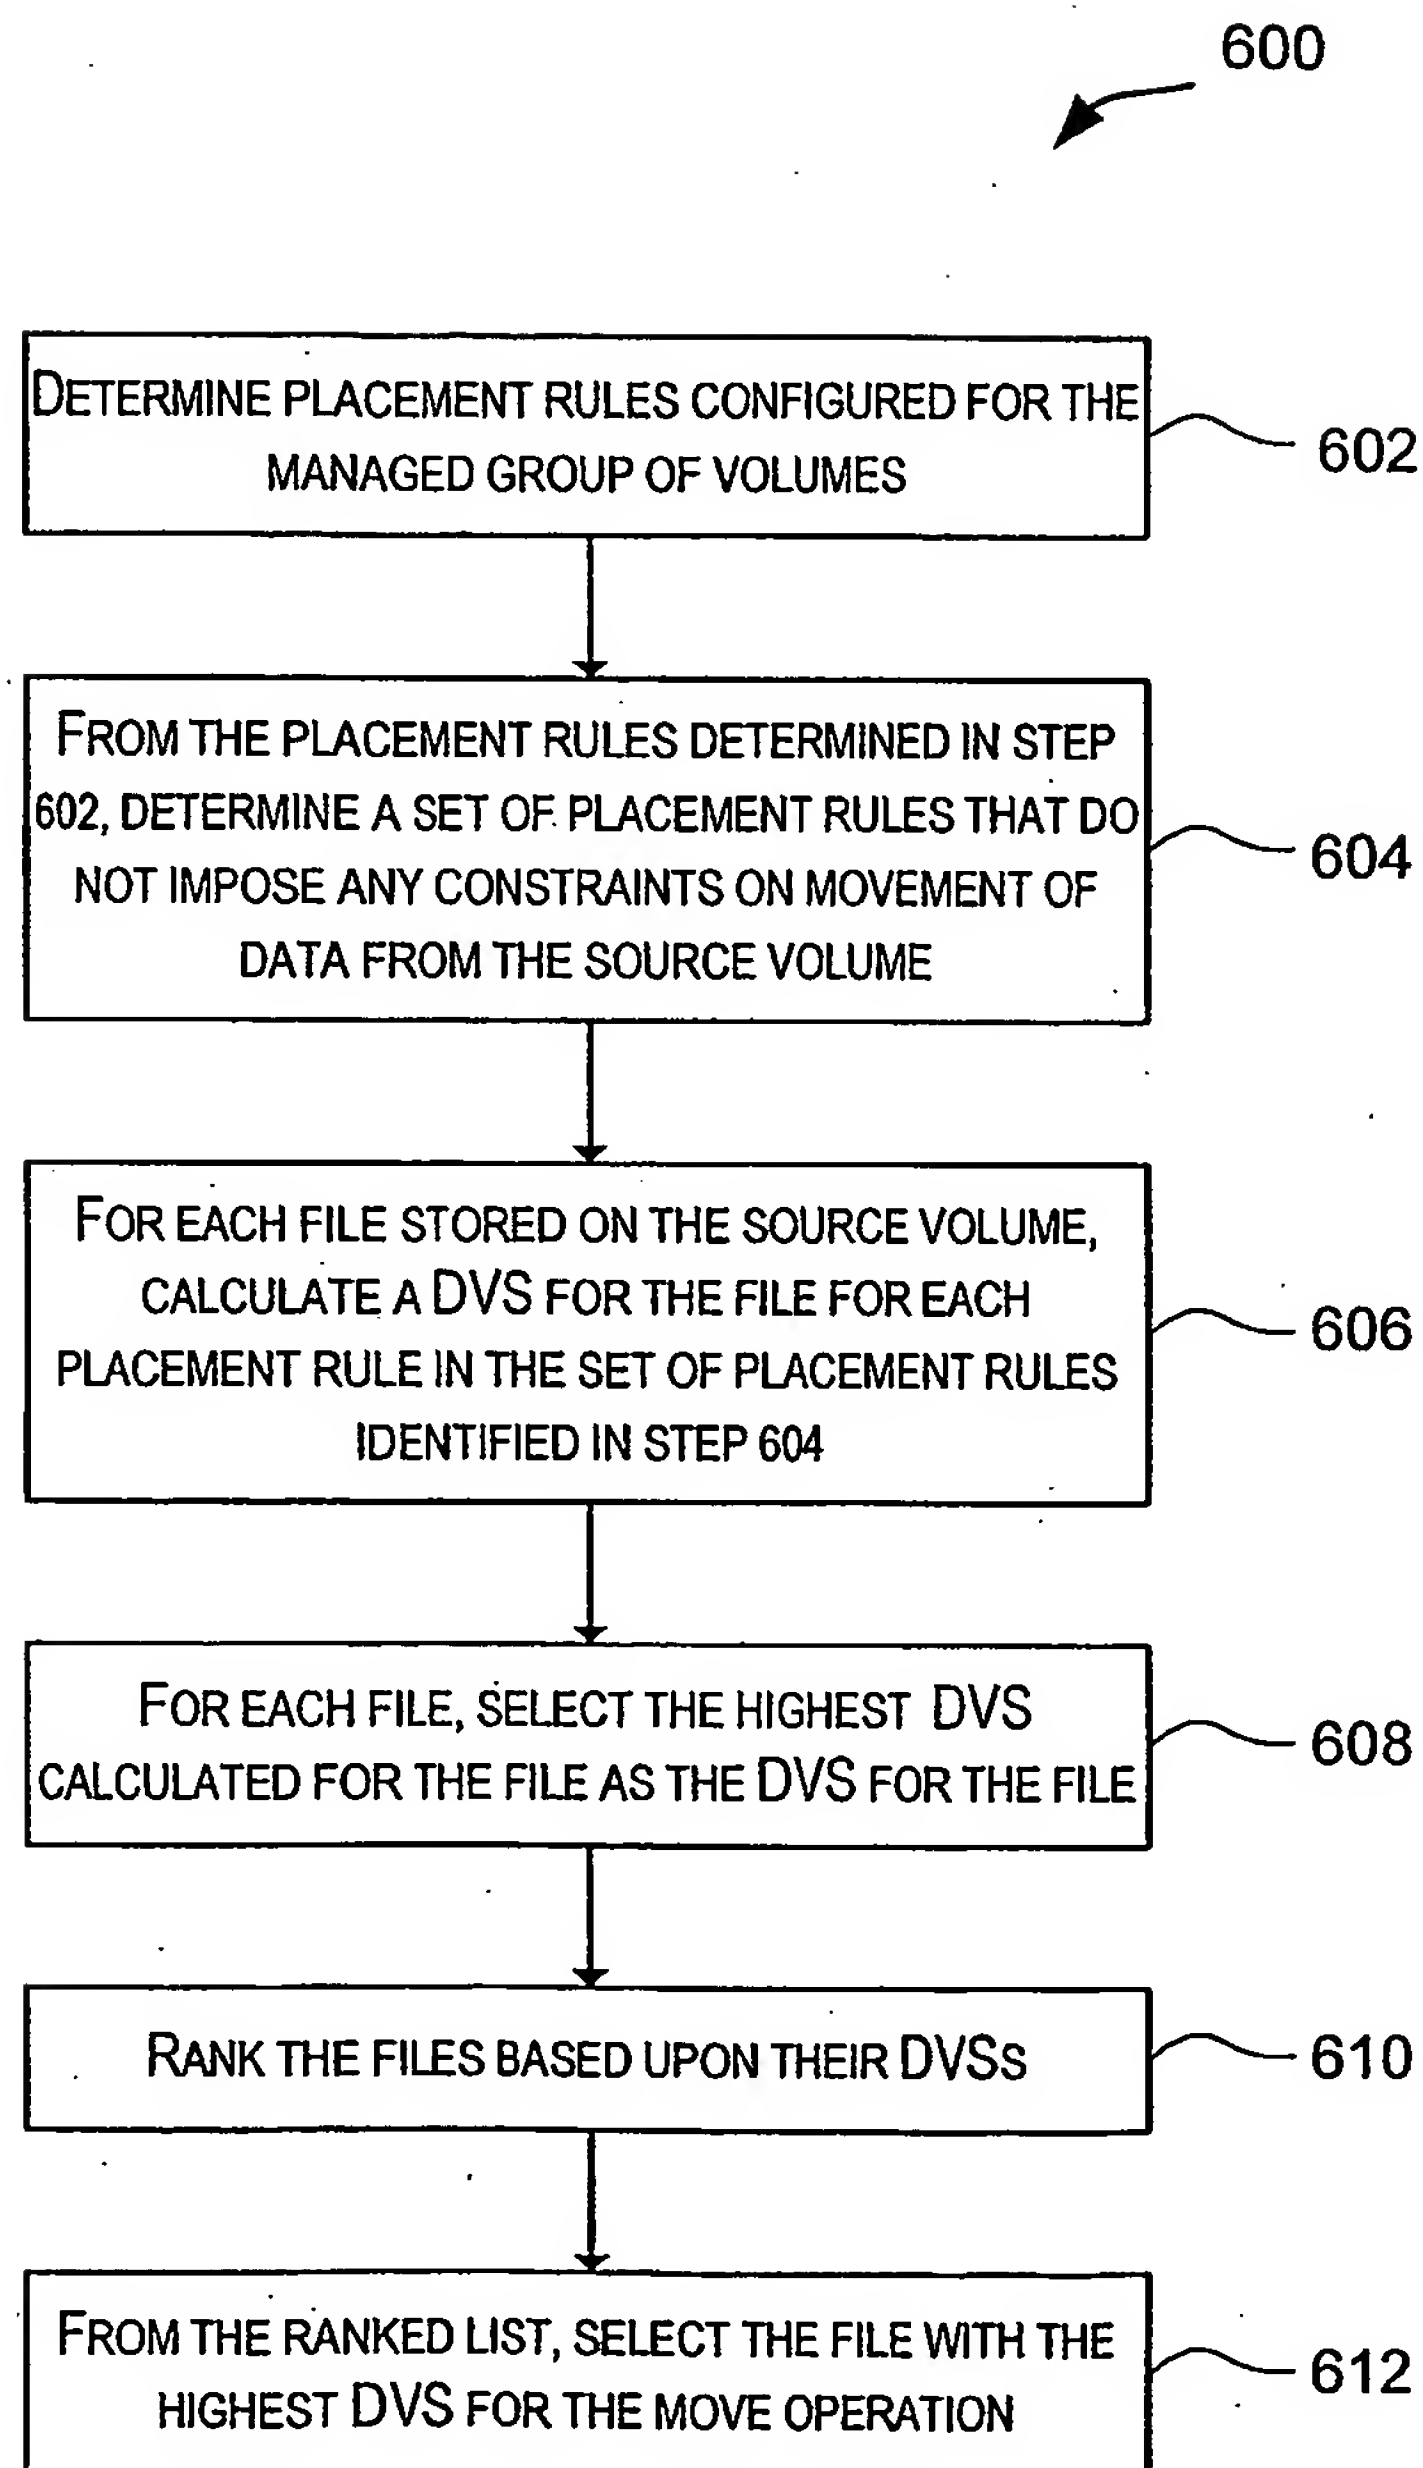 600
DETERMINE PLACEMENT RULES CONFIGURED FOR THE
MANAGED GROUP OF VOLUMES
602
FROM THE PLACEMENT RULES DETERMINED IN STEP
602, DETERMINE A SET OF PLACEMENT RULES THAT DO
NOT IMPOSE ANY CONSTRAINTS ON MOVEMENT OF
DATA FROM THE SOURCE VOLUME
604
FOR EACH FILE STORED ON THE SOURCE VOLUME,
CALCULATE A DVS FOR THE FILE FOR EACH
PLACEMENT RULE IN THE SET OF PLACEMENT RULES
IDENTIFIED IN STEP 604
606
FOR EACH FILE, SELECT THE HIGHEST DVS
CALCULATED FOR THE FILE AS THE DVS FOR THE FILE
608
RANK THE FILES BASED UPON THEIR DVSS
610
FROM THE RANKED LIST, SELECT THE FILE WITH THE
HIGHEST DVS FOR THE MOVE OPERATION
612